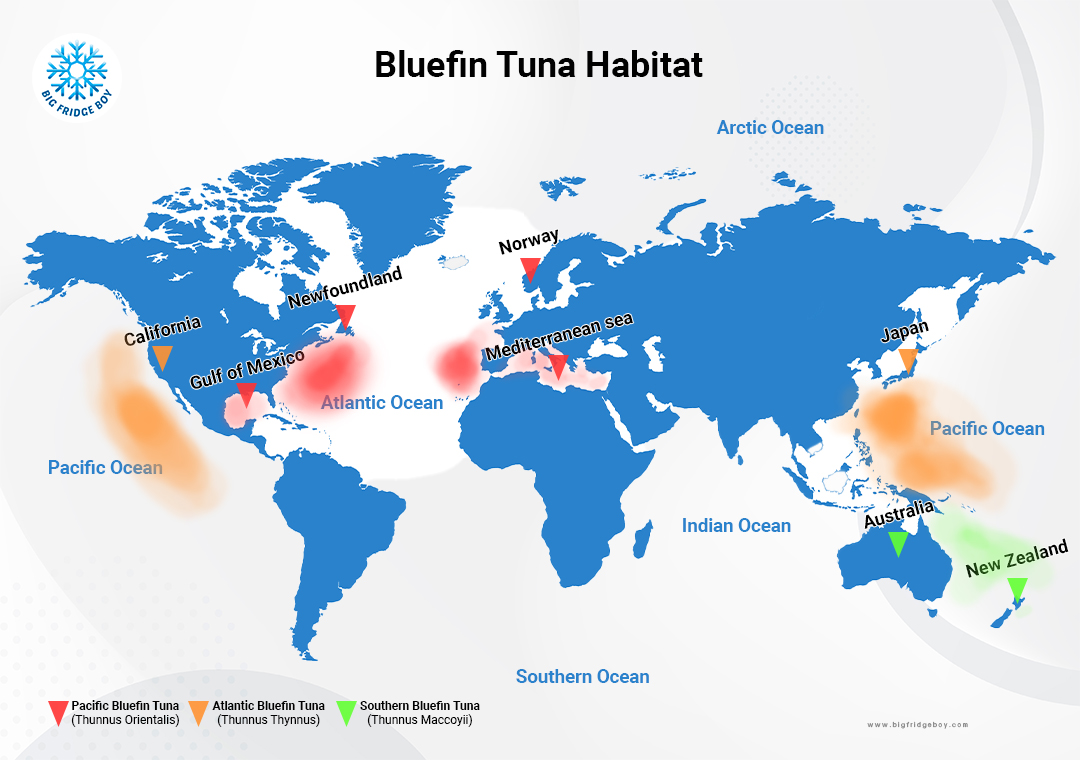 BIG FRIDGE BOY
Bluefin Tuna Habitat
Arctic Ocean
Norway
Newfoundland
California
Mediterranean sea
Japan
Gulf of Mexico
Atlantic Ocean
Pacific Ocean
Pacific Ocean
Australia
Indian Ocean
New Zealand
Southern Ocean
Pacific Bluefin Tuna
(Thunnus Orientalis)
Atlantic Bluefin Tuna
(Thunnus Thynnus)
Southern Bluefin Tuna
(Thunnus Maccoyii)
www.bigfridgeboy.com